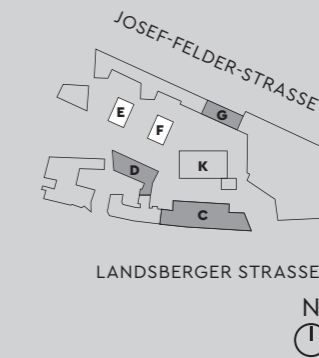 JOSEF-FELDER-STRASSE
E
F
G
D
K
C
LANDSBERGER STRASSE
N